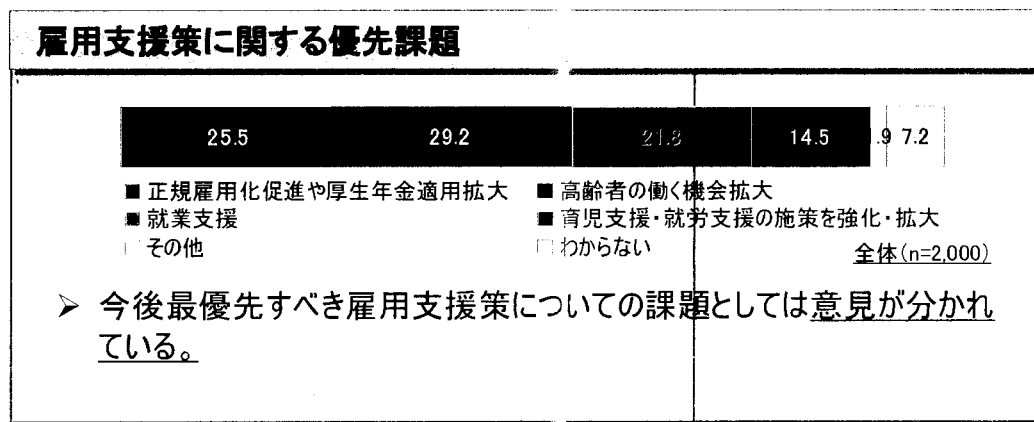 雇用支援策に関する優先課題
25.5 29.2 21.8 14.5 .9 7.2
■ 正規雇用化促進や厚生年金適用拡大 ■ 高齢者の働く機会拡大
■ 就業支援 ■ 育児支援・就労支援の施策を強化・拡大
□ その他 □ わからない
全体(n=2,000)
➢ 今後最優先すべき雇用支援策についての課題としては意見が分かれ
ている。